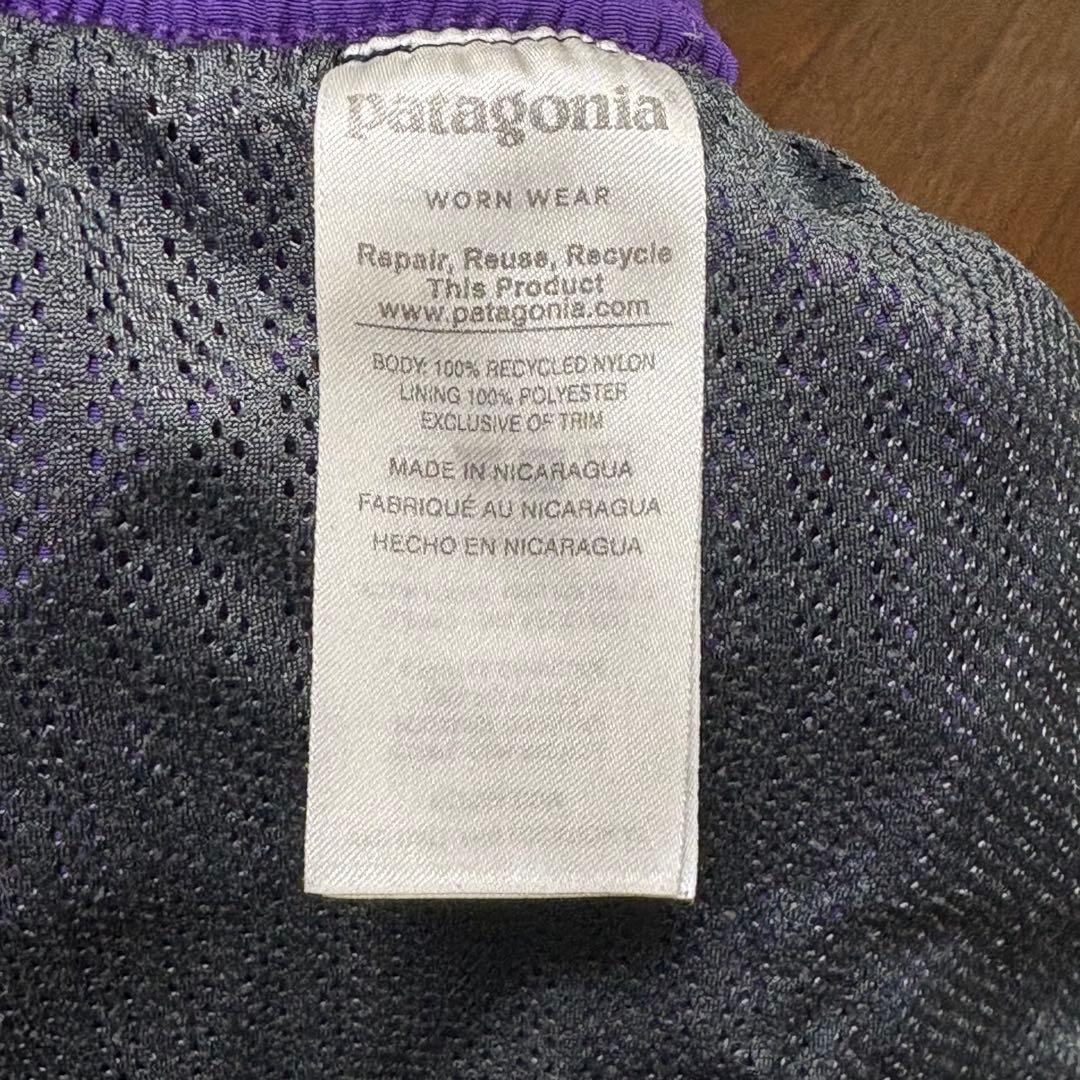 patagonia
WORN WEAR
Repair, Reuse, Recycle
This Product
www.patagonia.com
BODY: 100% RECYCLED NYLON
LINING 100% POLYESTER
EXCLUSIVE OF TRIM
MADE IN NICARAGUA
FABRIQUÉ AU NICARAGUA
HECHO EN NICARAGUA